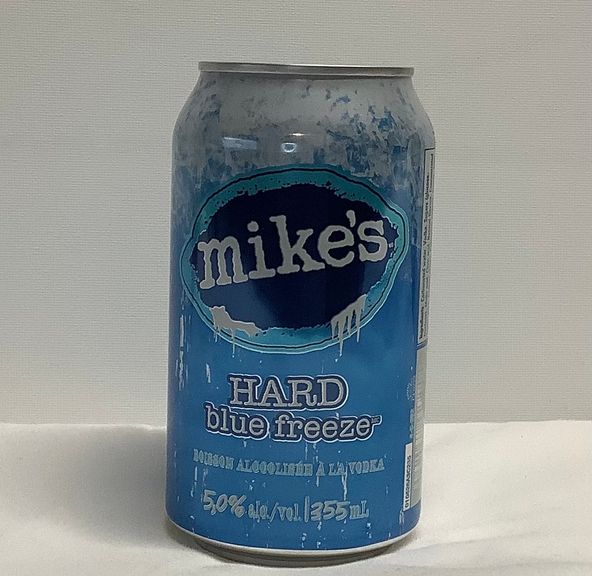 mike's
HARD
blue freeze
BOISSON ALCOOLISÉE À LA VODKA
5,0% alc./vol. | 355 mL